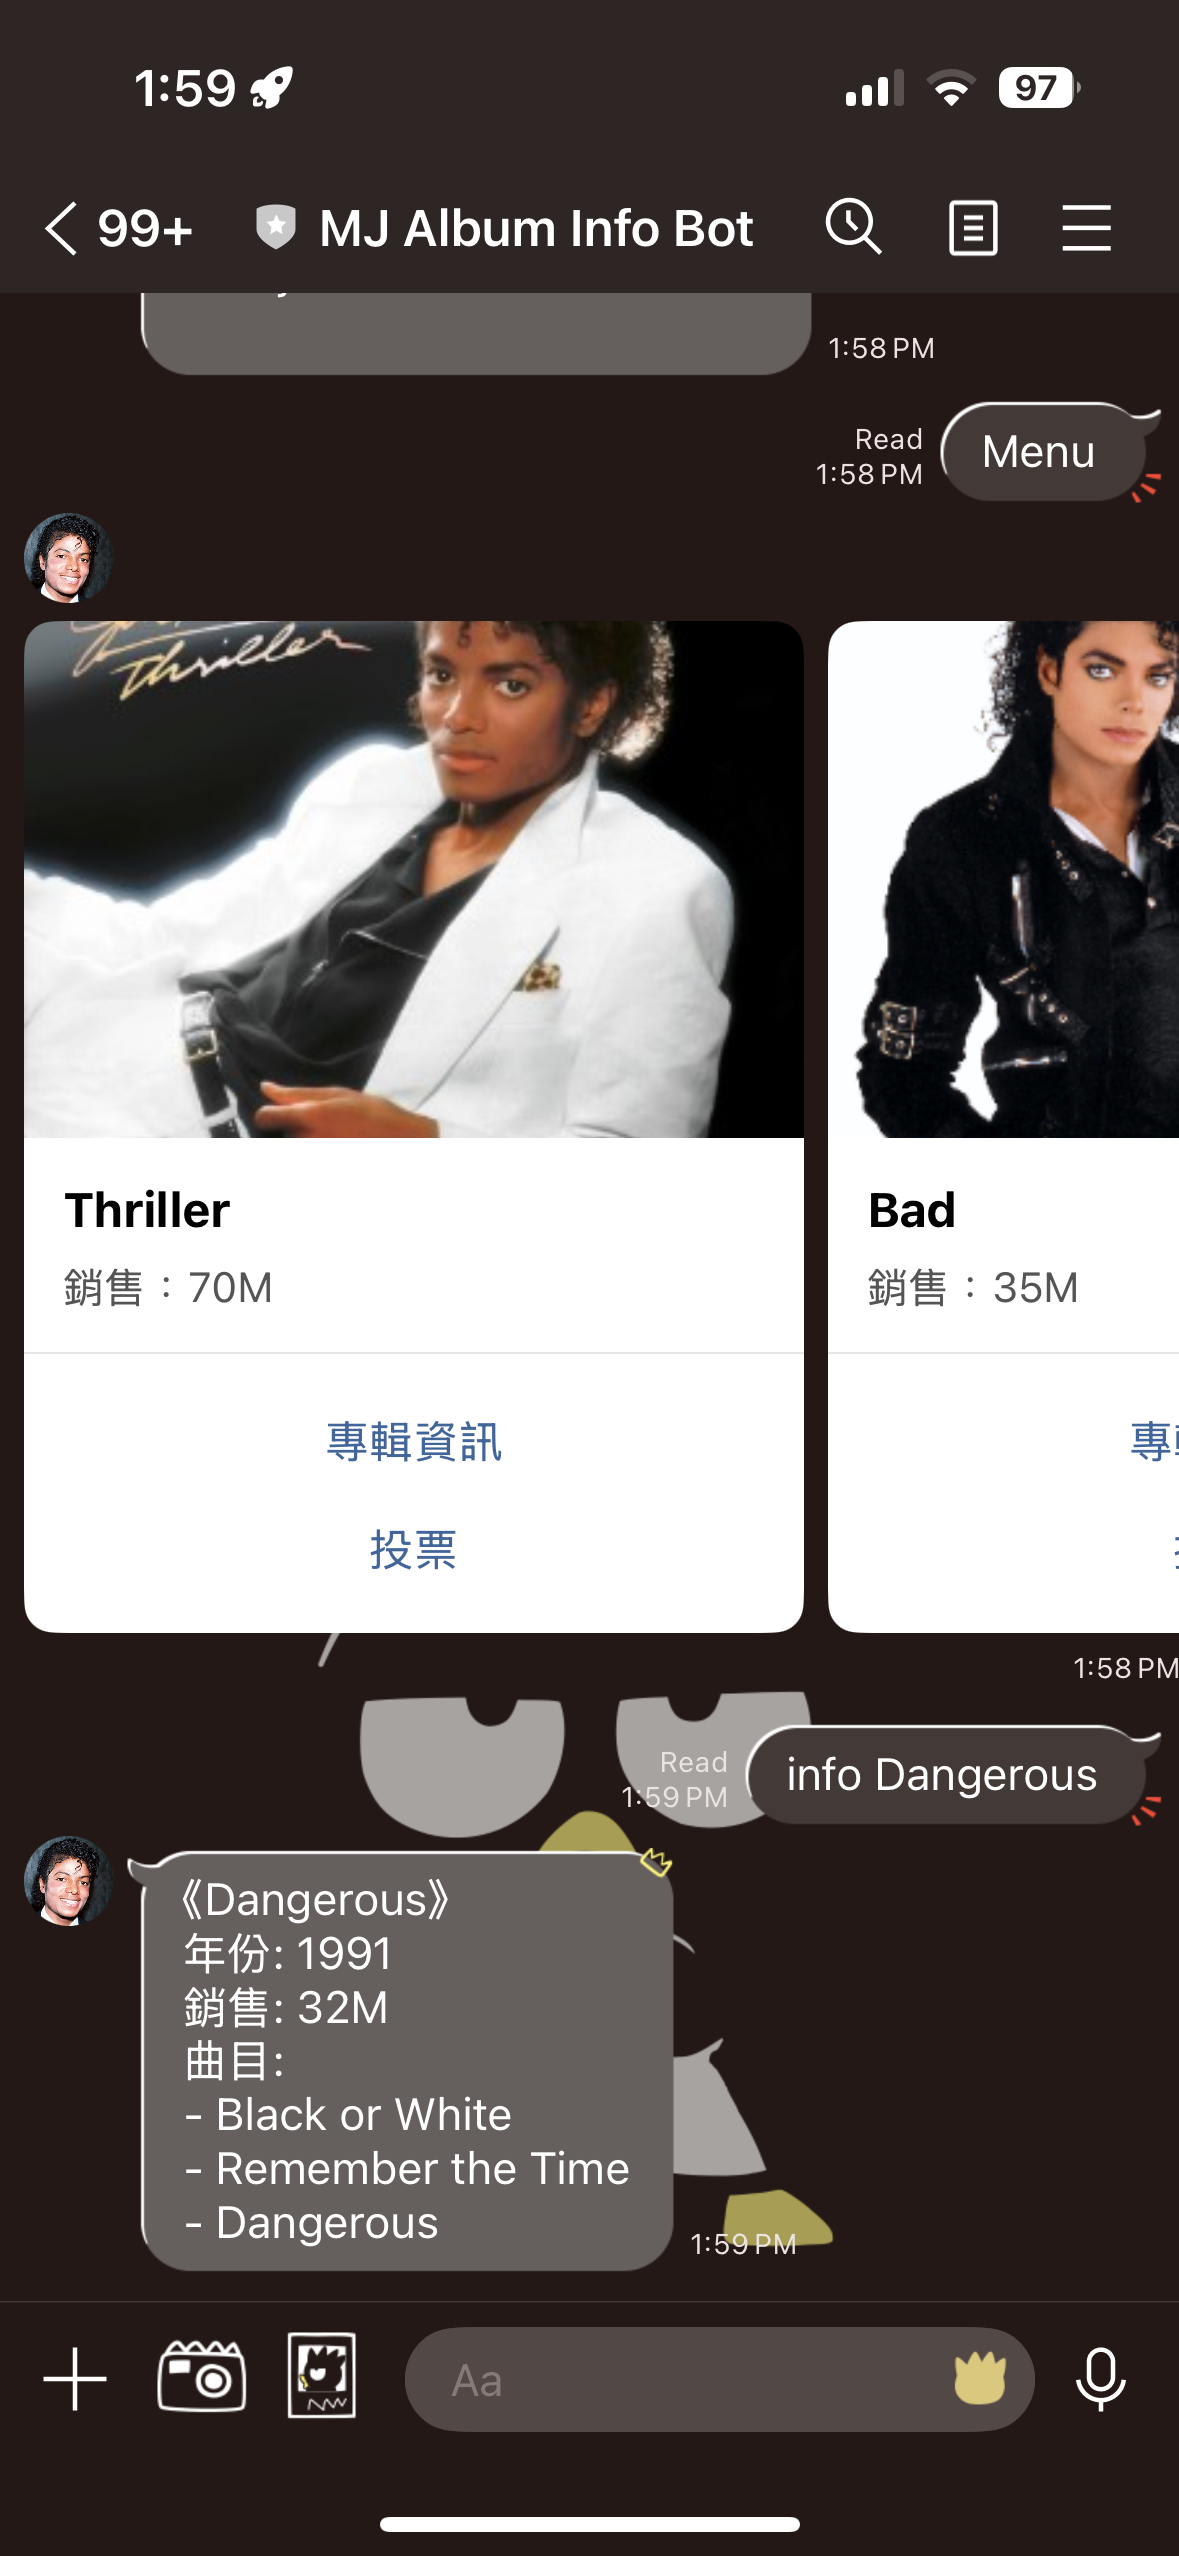 1:59
97
99+
MJ Album Info Bot
1:58 PM
Read
1:58 PM
Menu
Thriller
Thriller
銷售：70M
專輯資訊
投票
Bad
銷售：35M
1:58 PM
Read
1:59 PM
info Dangerous
《Dangerous》
年份: 1991
銷售: 32M
曲目:
- Black or White
- Remember the Time
- Dangerous
1:59 PM
Aa